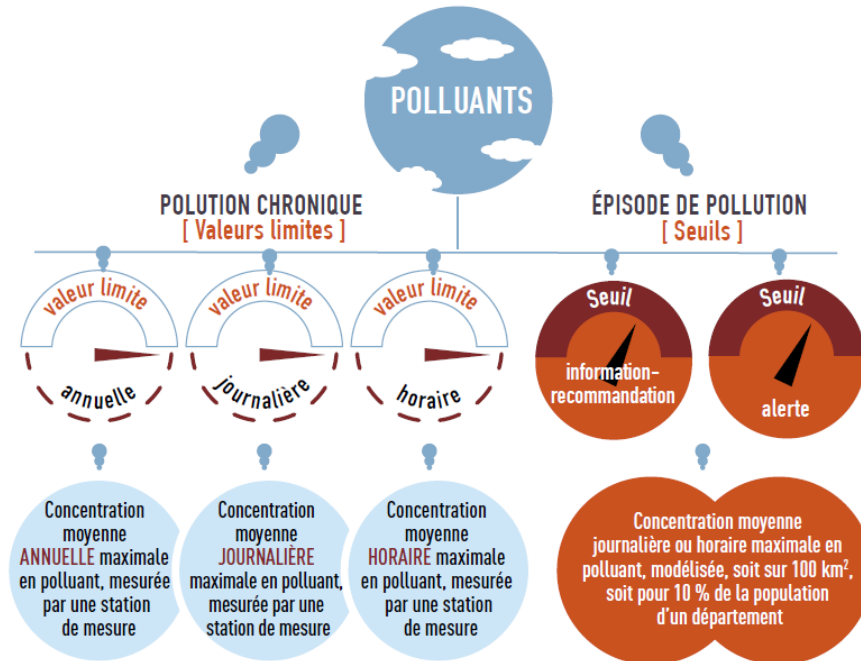 POLLUANTS
POLUTION CHRONIQUE
[ Valeurs limites ]
ÉPISODE DE POLLUTION
[ Seuils ]
valeur limite
annuelle
valeur limite
journalière
valeur limite
horaire
Seuil
information-
recommandation
Seuil
alerte
Concentration
moyenne
ANNUELLE maximale
en polluant, mesurée
par une station
de mesure
Concentration
moyenne
JOURNALIÈRE
maximale en polluant,
mesurée par une
station de mesure
Concentration
moyenne
HORAIRE maximale
en polluant, mesurée
par une station
de mesure
Concentration moyenne
journalière ou horaire maximale en
polluant, modélisée, soit sur 100 km²,
soit pour 10 % de la population
d'un département